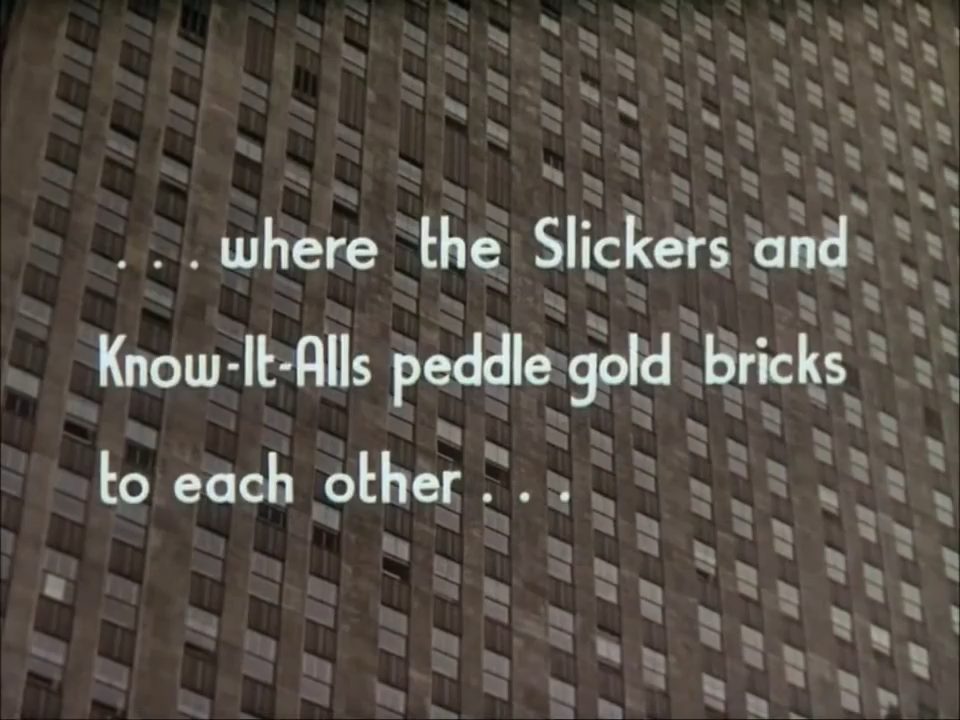 . . . where the Slickers and
Know-It-Alls peddle gold bricks
to each other . . .